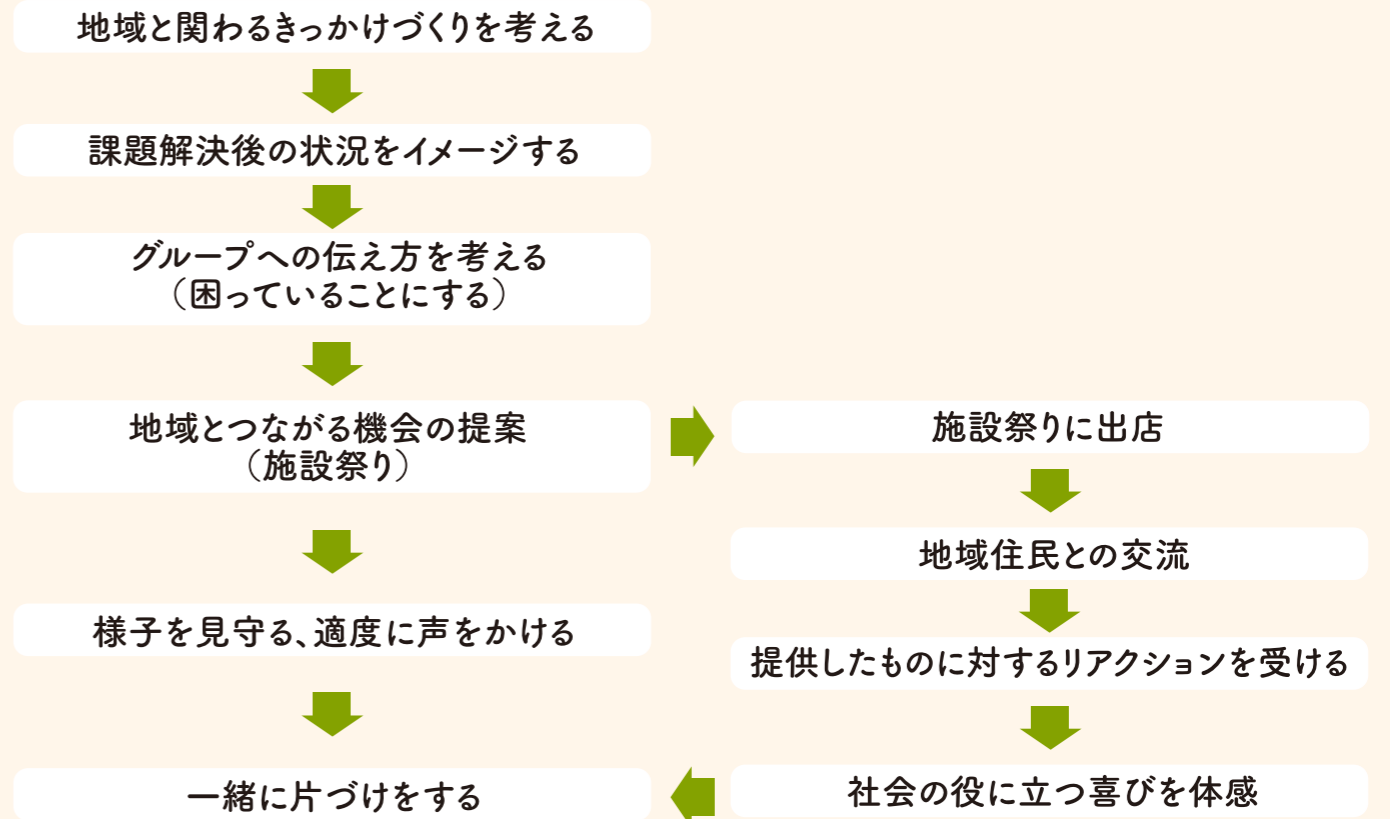 地域と関わるきっかけづくりを考える
課題解決後の状況をイメージする
グループへの伝え方を考える
（困っていることにする）
地域とつながる機会の提案
（施設祭り）
様子を見守る、適度に声をかける
一緒に片づけをする
施設祭りに出店
地域住民との交流
提供したものに対するリアクションを受ける
社会の役に立つ喜びを体感